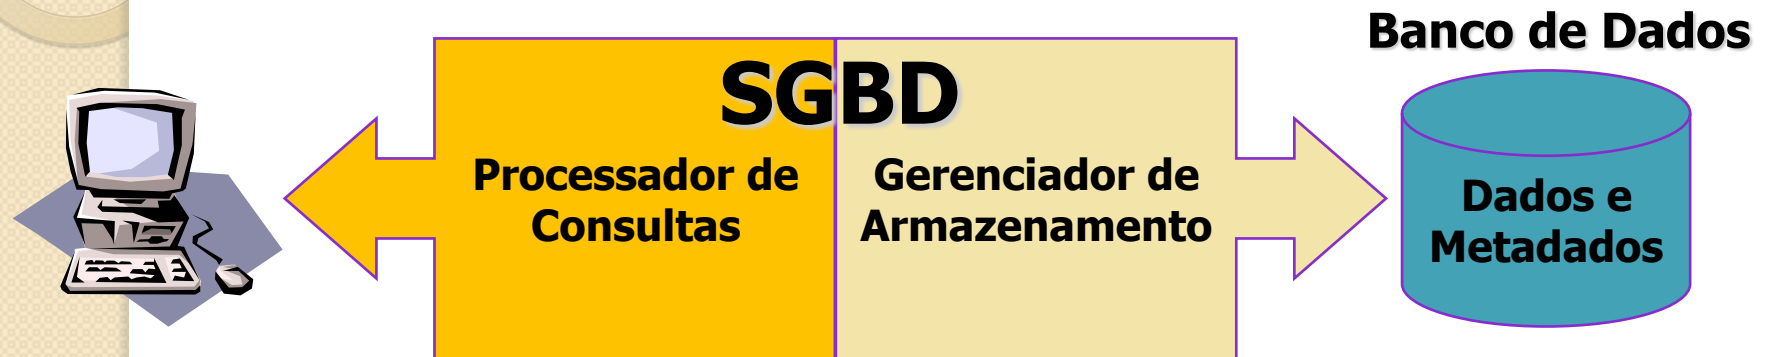 Banco de Dados
SGBD
Processador de
Consultas
Gerenciador de
Armazenamento
Dados e
Metadados